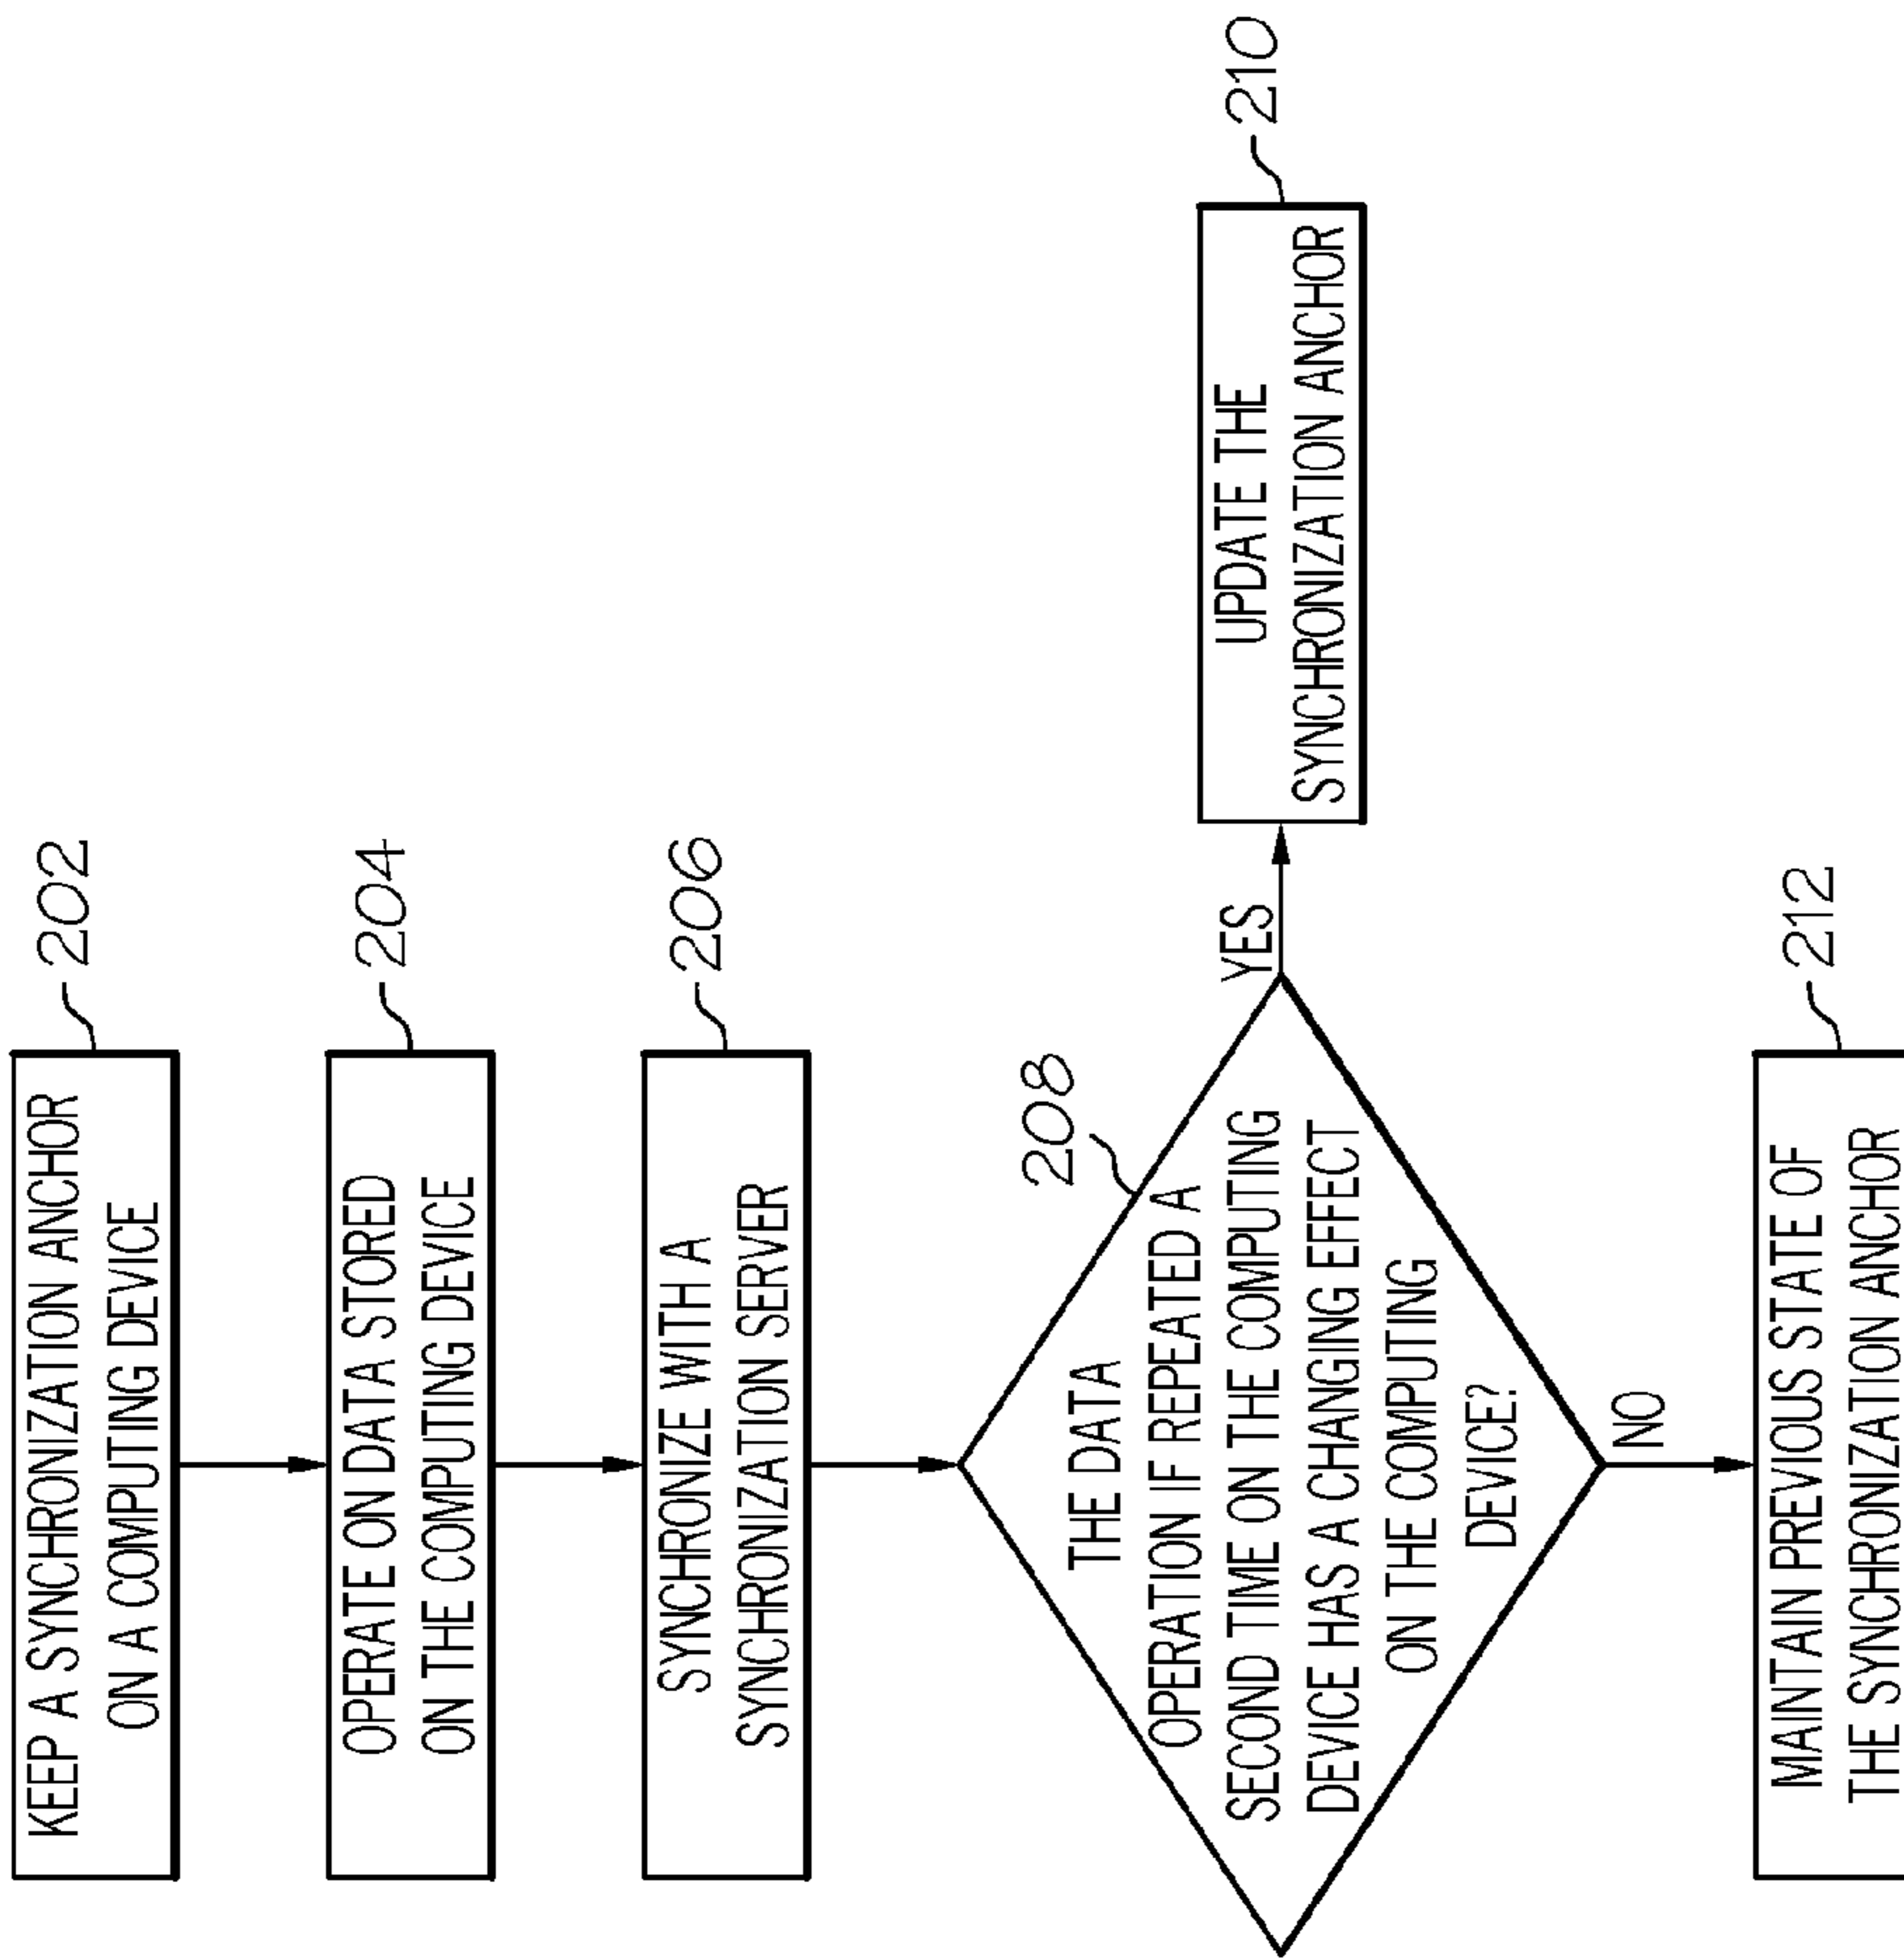 KEEP A SYNCHRONIZATION ANCHOR
ON A COMPUTING DEVICE
202
OPERATE ON DATA STORED
ON THE COMPUTING DEVICE
204
SYNCHRONIZE WITH A
SYNCHRONIZATION SERVER
206
208
THE DATA
OPERATION IF REPEATED A
SECOND TIME ON THE COMPUTING
DEVICE HAS A CHANGING EFFECT
ON THE COMPUTING
DEVICE?
YES
UPDATE THE
SYNCHRONIZATION ANCHOR
210
NO
MAINTAIN PREVIOUS STATE OF
THE SYNCHRONIZATION ANCHOR
212